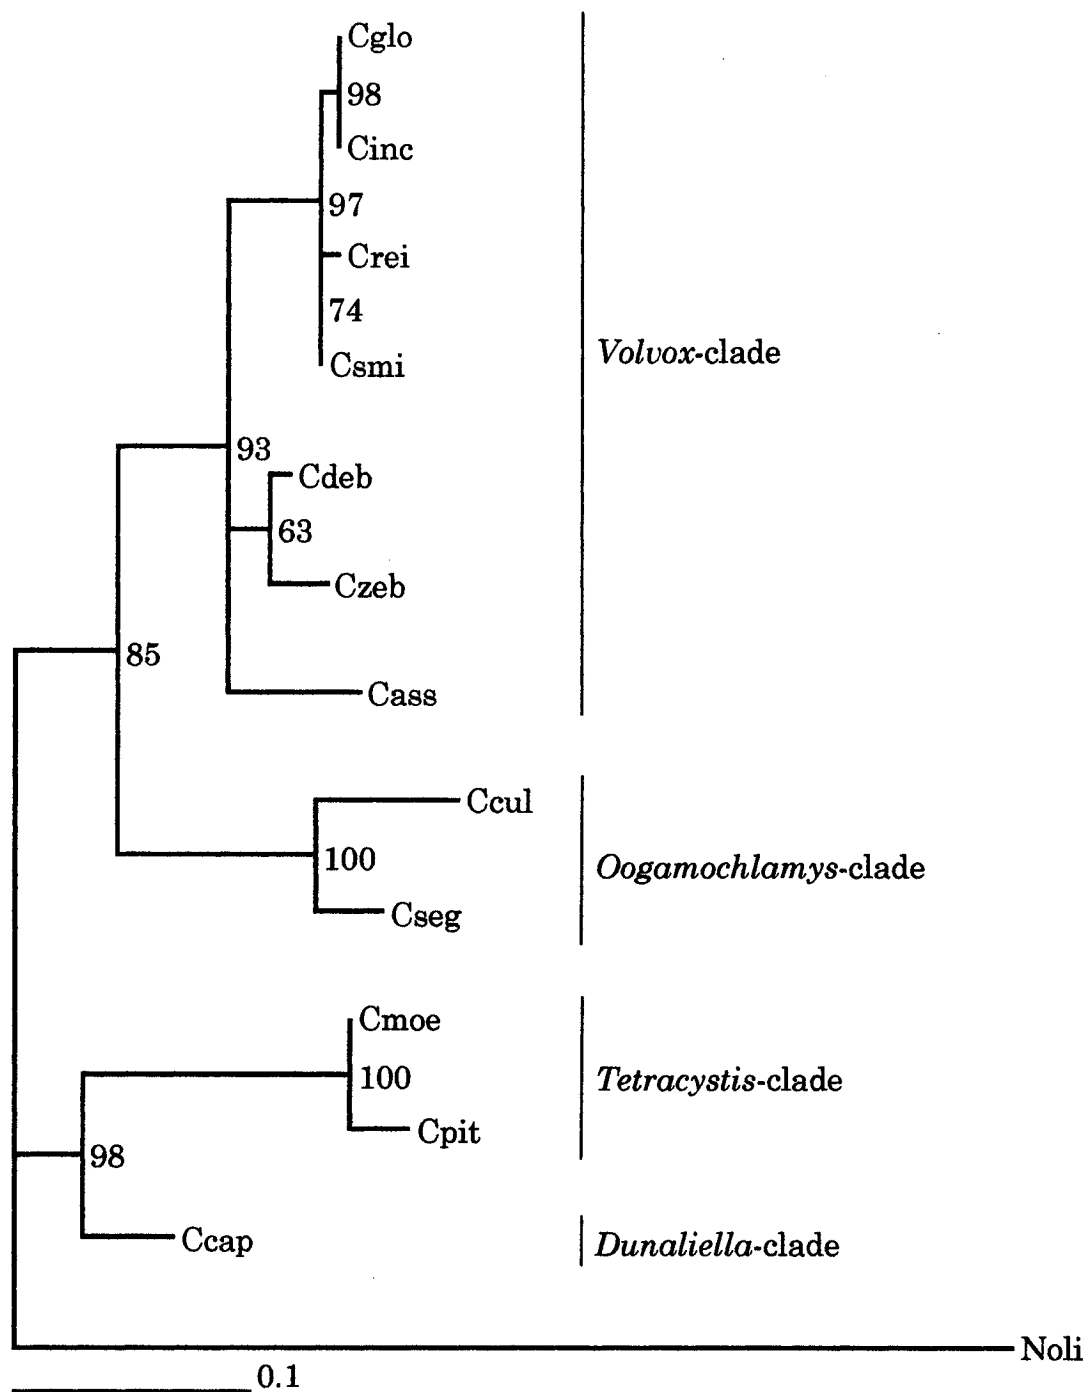 Cglo
98
Cinc
97
Crei
74
Csmi
Volvox-clade
93
Cdeb
63
Czeb
85
Cass
Ccul
100
Oogamochlamys-clade
Cseg
Cmoe
100
Tetracystis-clade
Cpit
98
Ccap
Dunaliella-clade
Noli
0.1